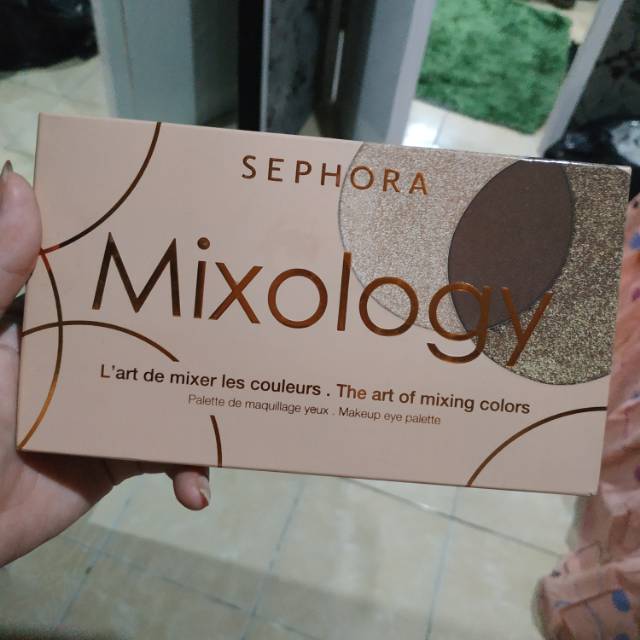 SEPHORA
Mixology
L'art de mixer les couleurs . The art of mixing colors
Palette de maquillage yeux . Makeup eye palette